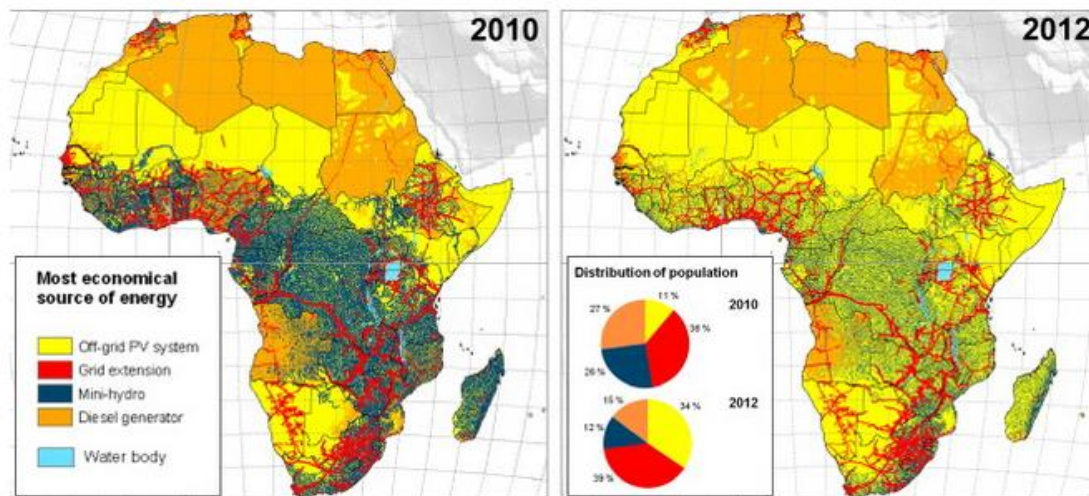 2010
Most economical
source of energy
Off-grid PV system
Grid extension
Mini-hydro
Diesel generator
Water body
2012
Distribution of population
2010
11 %
27 %
36 %
26 %
2012
15 %
34 %
12 %
39 %